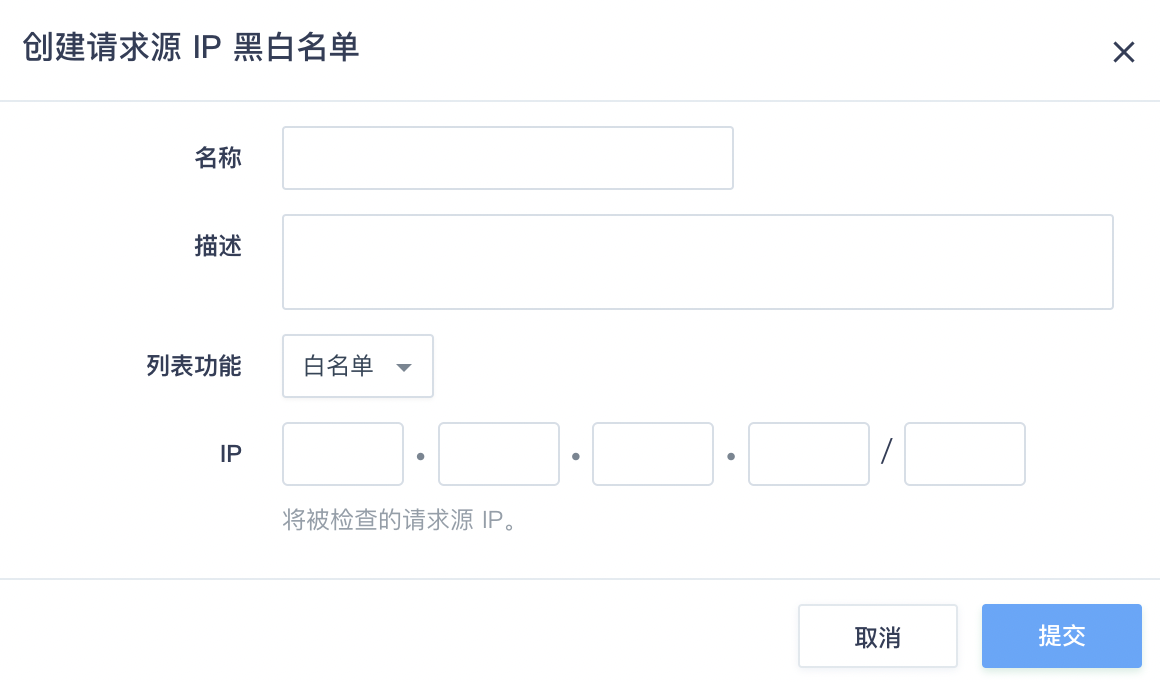 创建请求源 IP 黑白名单
名称
描述
列表功能
白名单
IP
. . . /
将被检查的请求源 IP。
取消
提交